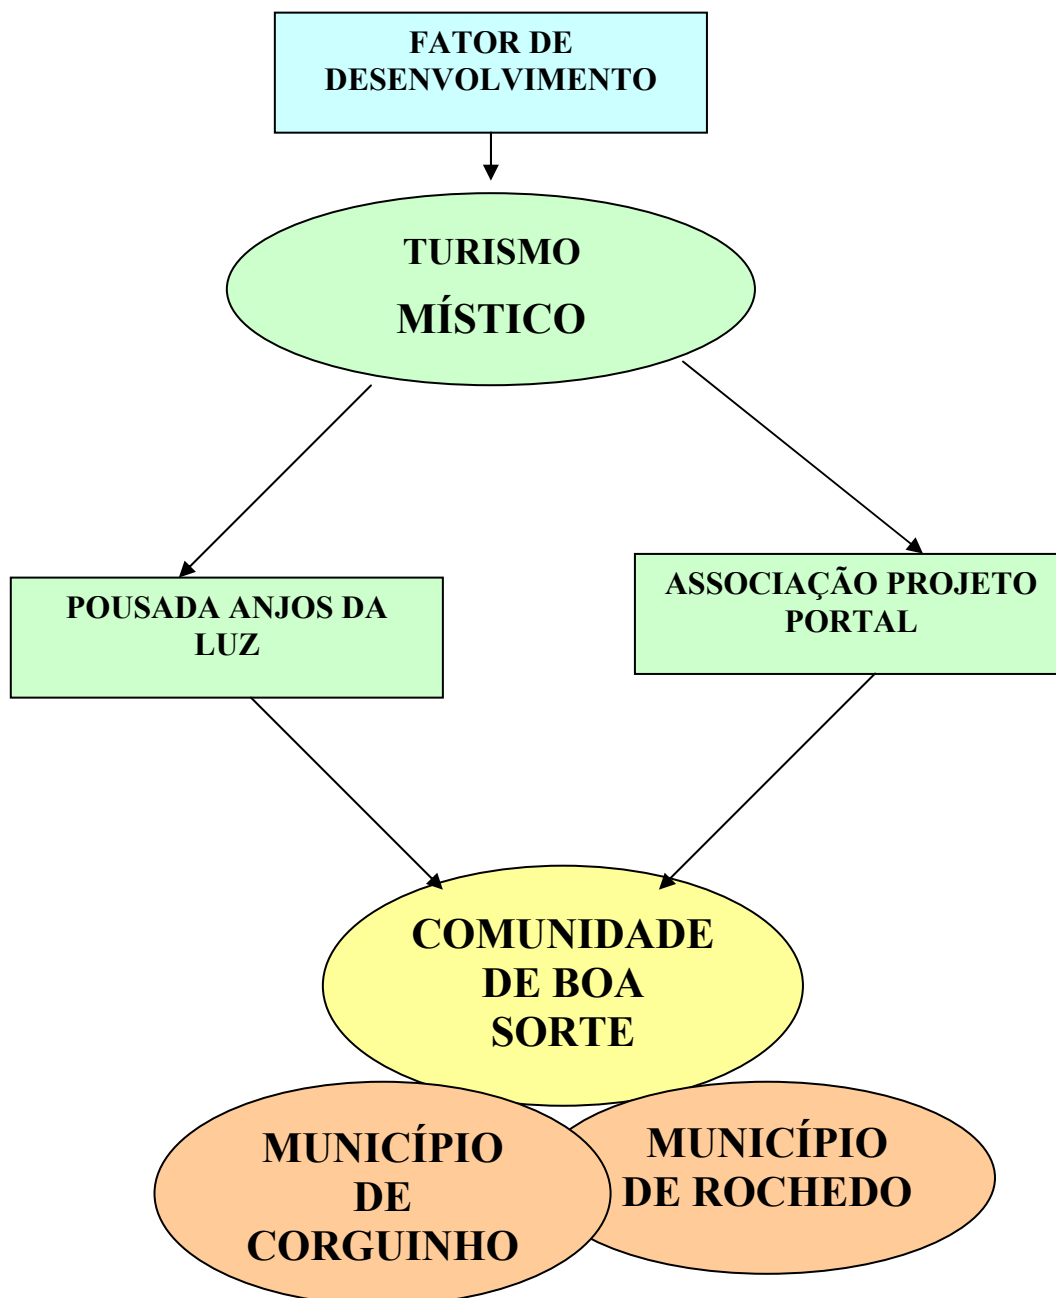 FATOR DE
DESENVOLVIMENTO
TURISMO
MÍSTICO
POUSADA ANJOS DA
LUZ
ASSOCIAÇÃO PROJETO
PORTAL
COMUNIDADE
DE BOA
SORTE
MUNICÍPIO
DE
CORGUINHO
MUNICÍPIO
DE ROCHEDO